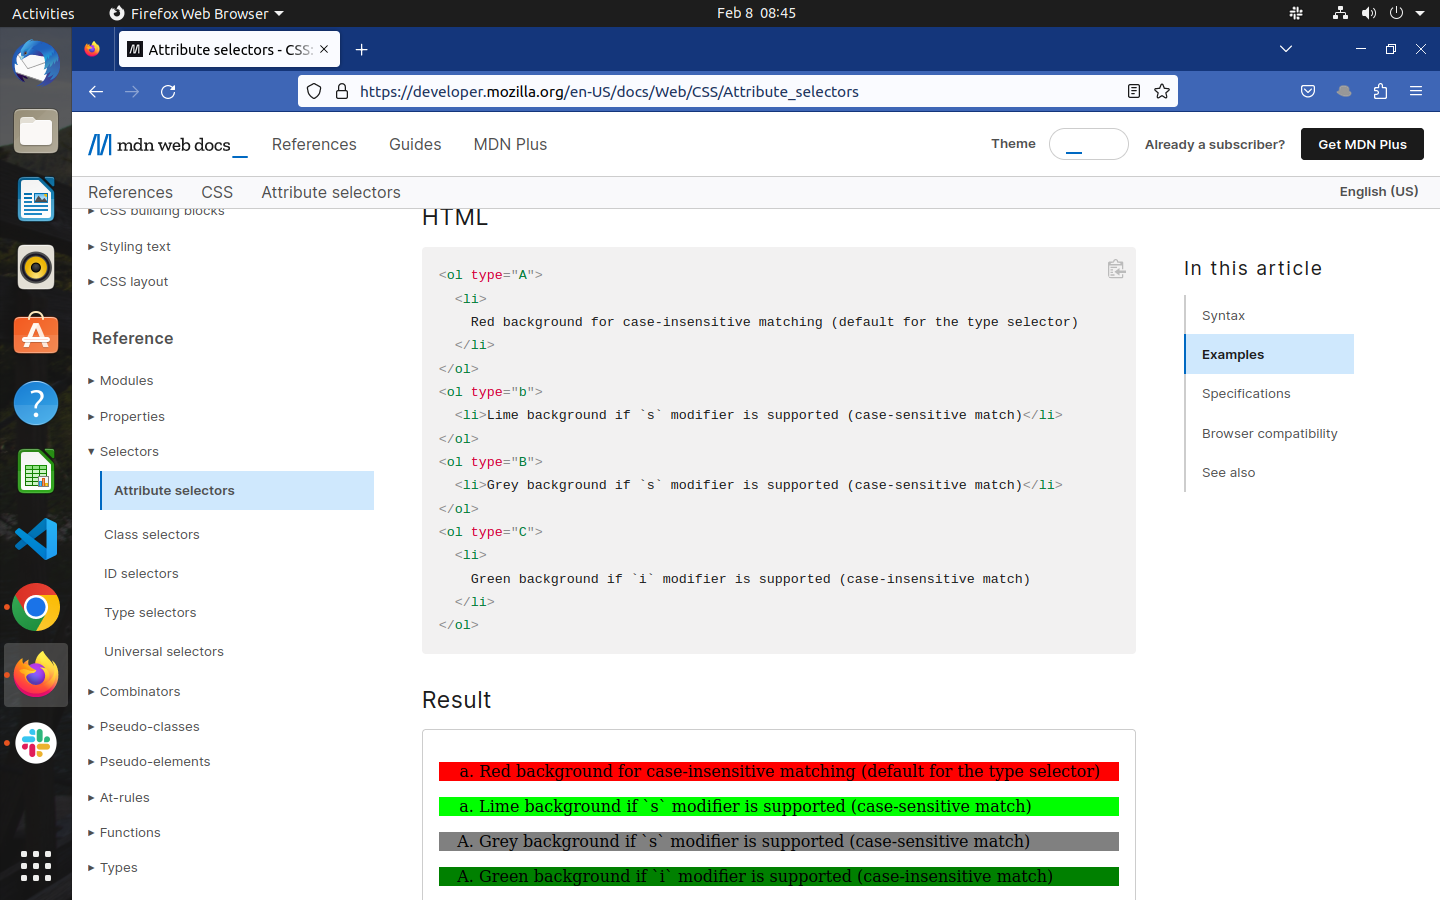 Activities
Firefox Web Browser
Feb 8 08:45
Attribute selectors - CSS:
https://developer.mozilla.org/en-US/docs/Web/CSS/Attribute_selectors
mdn web docs_
References
Guides
MDN Plus
Theme
Already a subscriber?
Get MDN Plus
References
CSS
Attribute selectors
English (US)
CSS building blocks
Styling text
CSS layout
Reference
Modules
Properties
Selectors
Attribute selectors
Class selectors
ID selectors
Type selectors
Universal selectors
Combinators
Pseudo-classes
Pseudo-elements
At-rules
Functions
Types
HTML
<ol type="A">
<li>
Red background for case-insensitive matching (default for the type selector)
</li>
</ol>
<ol type="b">
<li>Lime background if `s` modifier is supported (case-sensitive match)</li>
</ol>
<ol type="B">
<li>Grey background if `s` modifier is supported (case-sensitive match)</li>
</ol>
<ol type="C">
<li>
Green background if `i` modifier is supported (case-insensitive match)
</li>
</ol>
Result
a. Red background for case-insensitive matching (default for the type selector)
a. Lime background if `s` modifier is supported (case-sensitive match)
A. Grey background if `s` modifier is supported (case-sensitive match)
A. Green background if `i` modifier is supported (case-insensitive match)
In this article
Syntax
Examples
Specifications
Browser compatibility
See also